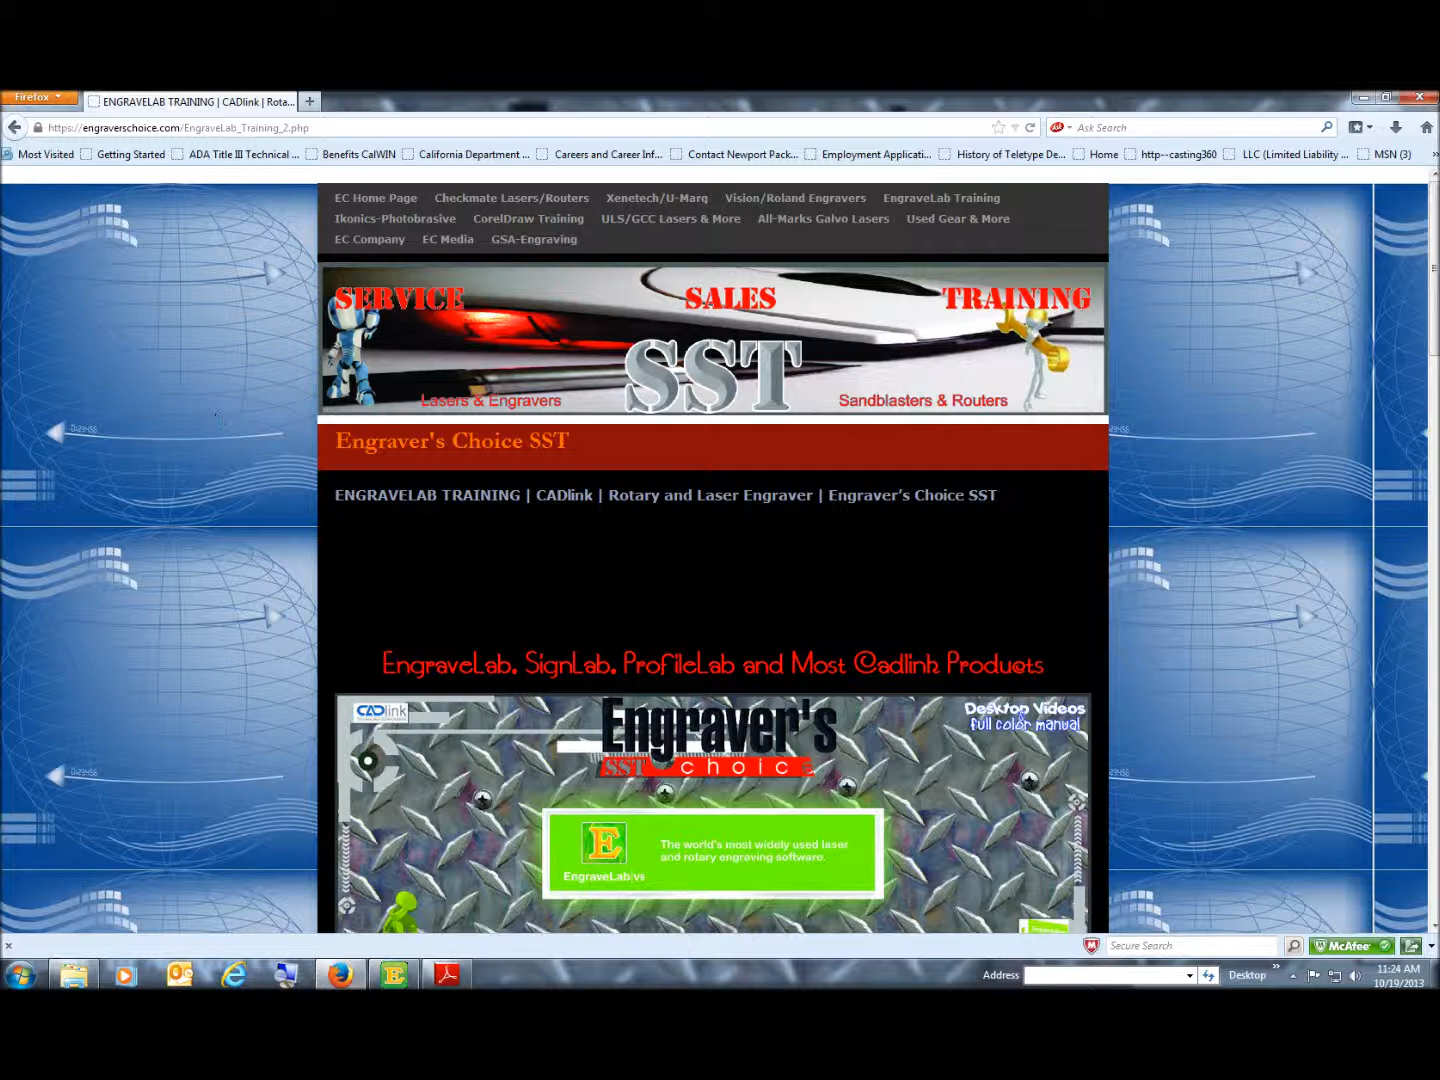 Firefox
ENGRAVELAB TRAINING | CADlink | Rota...
https://engraverschoice.com/EngraveLab_Training_2.php
Ask Search
Most Visited Getting Started ADA Title III Technical ... Benefits CalWIN California Department ... Careers and Career Inf... Contact Newport Pack... Employment Applicati... History of Teletype De... Home http--casting360 LLC (Limited Liability ... MSN (3) »
EC Home Page Checkmate Lasers/Routers Xenetech/U-Marq Vision/Roland Engravers EngraveLab Training
Ikonics-Photobrasive CorelDraw Training ULS/GCC Lasers & More All-Marks Galvo Lasers Used Gear & More
EC Company EC Media GSA-Engraving
SERVICE SALES TRAINING
SST
Lasers & Engravers Sandblasters & Routers
Engraver's Choice SST
ENGRAVELAB TRAINING | CADlink | Rotary and Laser Engraver | Engraver’s Choice SST
EngraveLab, SignLab, ProfileLab and Most Cadlink Products
CADlink
Engraver's
SST choice
Desktop Videos
full color manual
E
EngraveLab vs
The world's most widely used laser
and rotary engraving software.
Secure Search
McAfee
Address
Desktop »
11:24 AM
10/19/2013